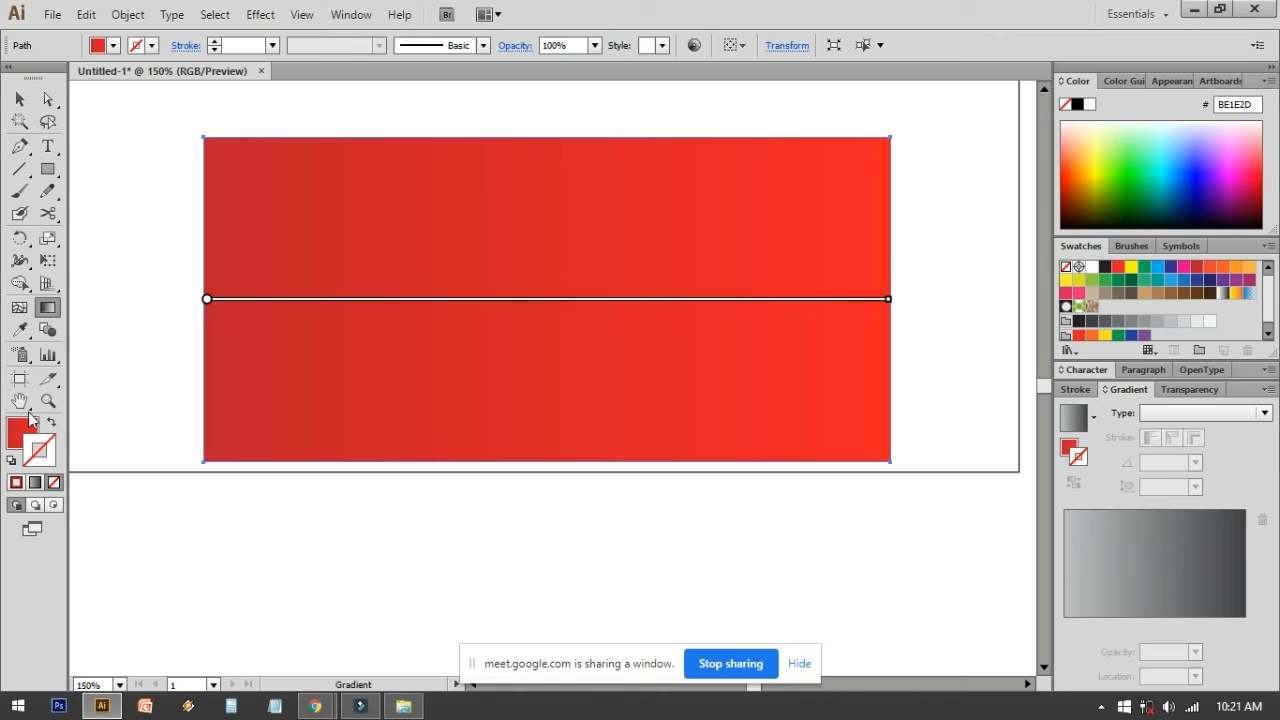 Ai File Edit Object Type Select Effect View Window Help Br Essentials
Path Stroke: Basic Opacity: 100% Style: Transform
Untitled-1* @ 150% (RGB/Preview) ×
Color Color Gui Appearan Artboards
# BE1E2D
Swatches Brushes Symbols
Character Paragraph OpenType
Stroke Gradient Transparency
Type:
Stroke:
Opacity:
Location:
meet.google.com is sharing a window. Stop sharing Hide
150% 1 Gradient
Ps Ai 10:21 AM